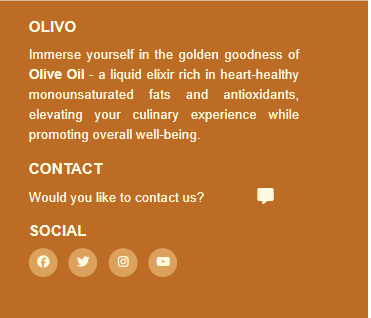 OLIVO
Immerse yourself in the golden goodness of
Olive Oil - a liquid elixir rich in heart-healthy
monounsaturated fats and antioxidants,
elevating your culinary experience while
promoting overall well-being.
CONTACT
Would you like to contact us?
SOCIAL